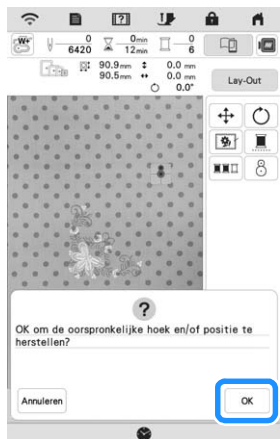 W+
0
6420
0min
12min
0
6
90.9mm
0.0 mm
90.5mm
0.0 mm
0.0°
Lay-Out
OK om de oorspronkelijke hoek en/of positie te
herstellen?
Annuleren
OK